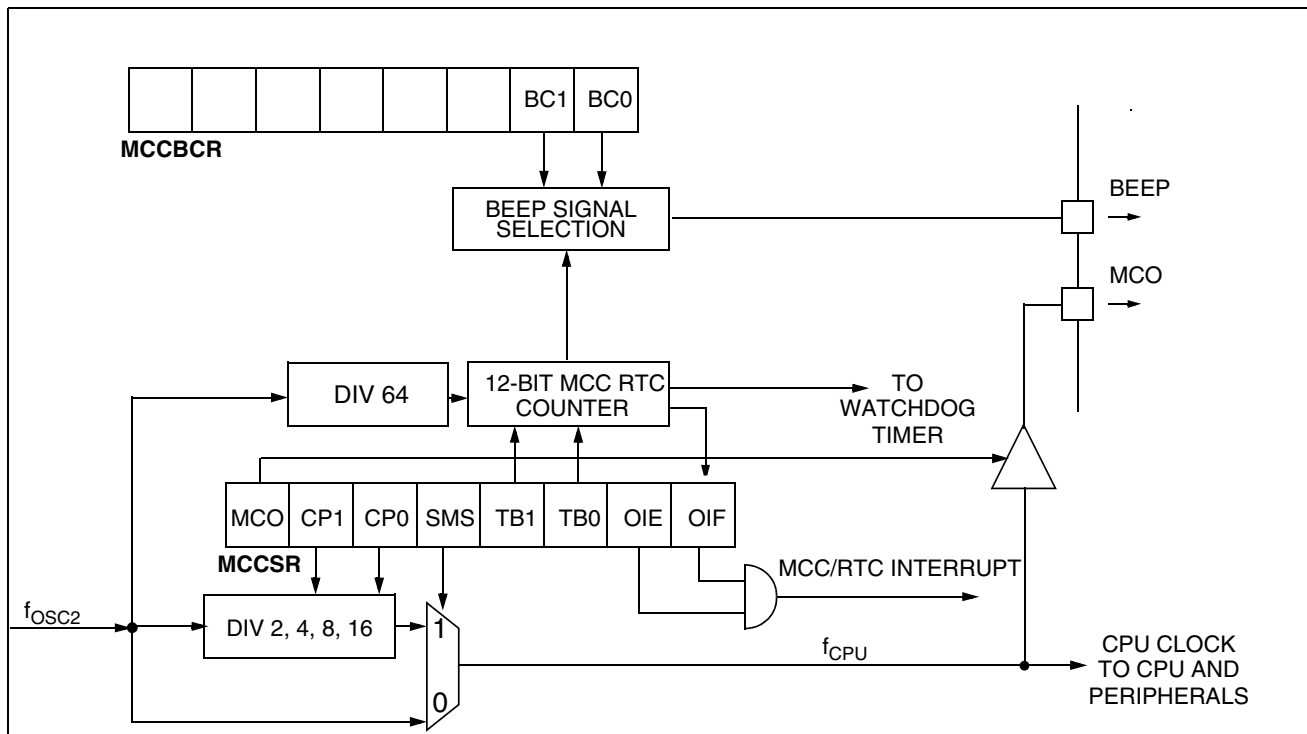 BC1 BC0
MCCBCR
BEEP SIGNAL
SELECTION
BEEP
MCO
DIV 64
12-BIT MCC RTC
COUNTER
TO
WATCHDOG
TIMER
MCO CP1 CP0 SMS TB1 TB0 OIE OIF
MCCSR
MCC/RTC INTERRUPT
fOSC2
DIV 2, 4, 8, 16
1
0
fCPU
CPU CLOCK
TO CPU AND
PERIPHERALS